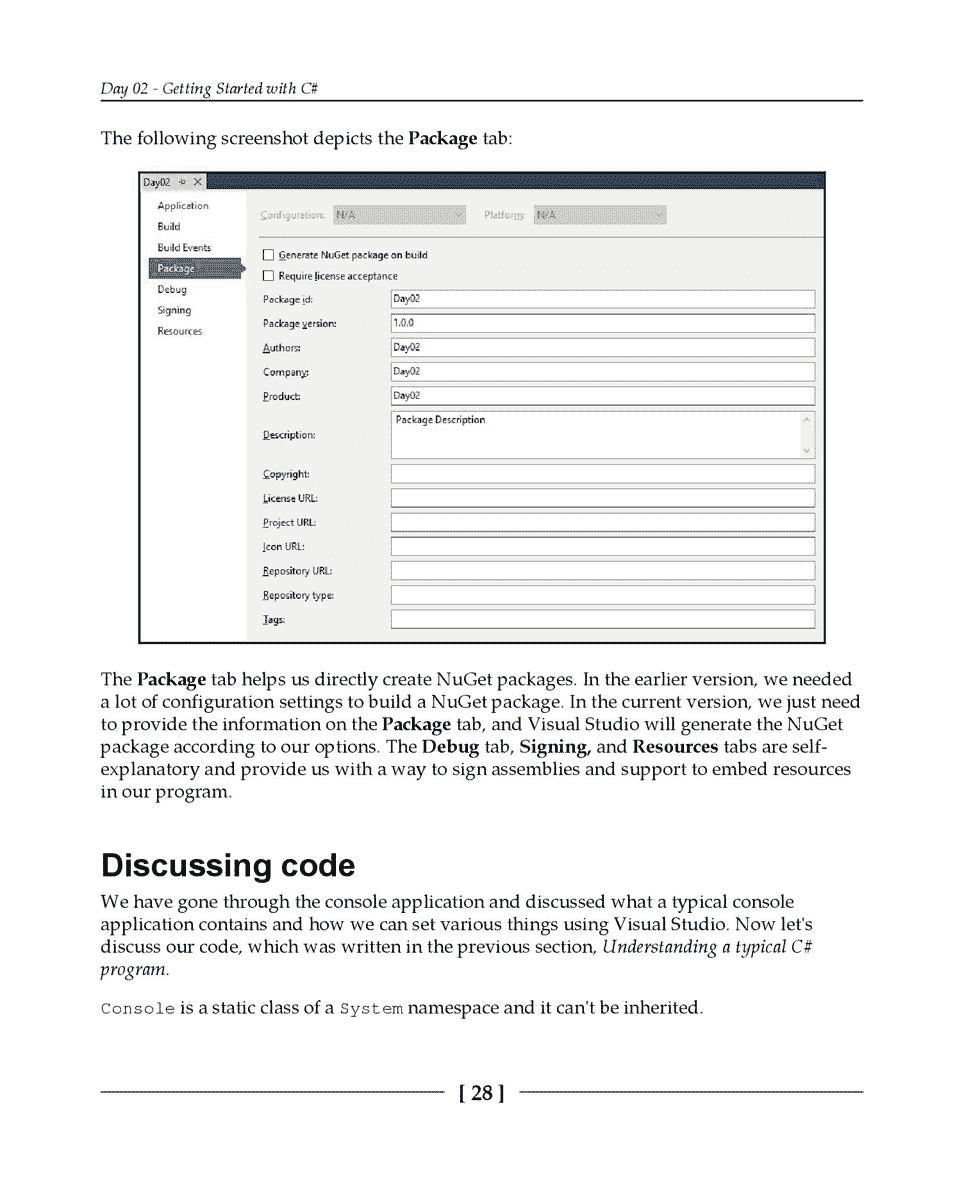 Day 02 - Getting Started with C#
The following screenshot depicts the Package tab:
Day02
Application
Build
Build Events
Package
Debug
Signing
Resources
Configuration: N/A Platform: N/A
Generate NuGet package on build
Require license acceptance
Package id: Day02
Package version: 1.0.0
Authors: Day02
Company: Day02
Product: Day02
Description: Package Description
Copyright:
License URL:
Project URL:
Icon URL:
Repository URL:
Repository type:
Tags:
The Package tab helps us directly create NuGet packages. In the earlier version, we needed
a lot of configuration settings to build a NuGet package. In the current version, we just need
to provide the information on the Package tab, and Visual Studio will generate the NuGet
package according to our options. The Debug tab, Signing, and Resources tabs are self-
explanatory and provide us with a way to sign assemblies and support to embed resources
in our program.
Discussing code
We have gone through the console application and discussed what a typical console
application contains and how we can set various things using Visual Studio. Now let's
discuss our code, which was written in the previous section, Understanding a typical C#
program.
Console is a static class of a System namespace and it can't be inherited.
[ 28 ]